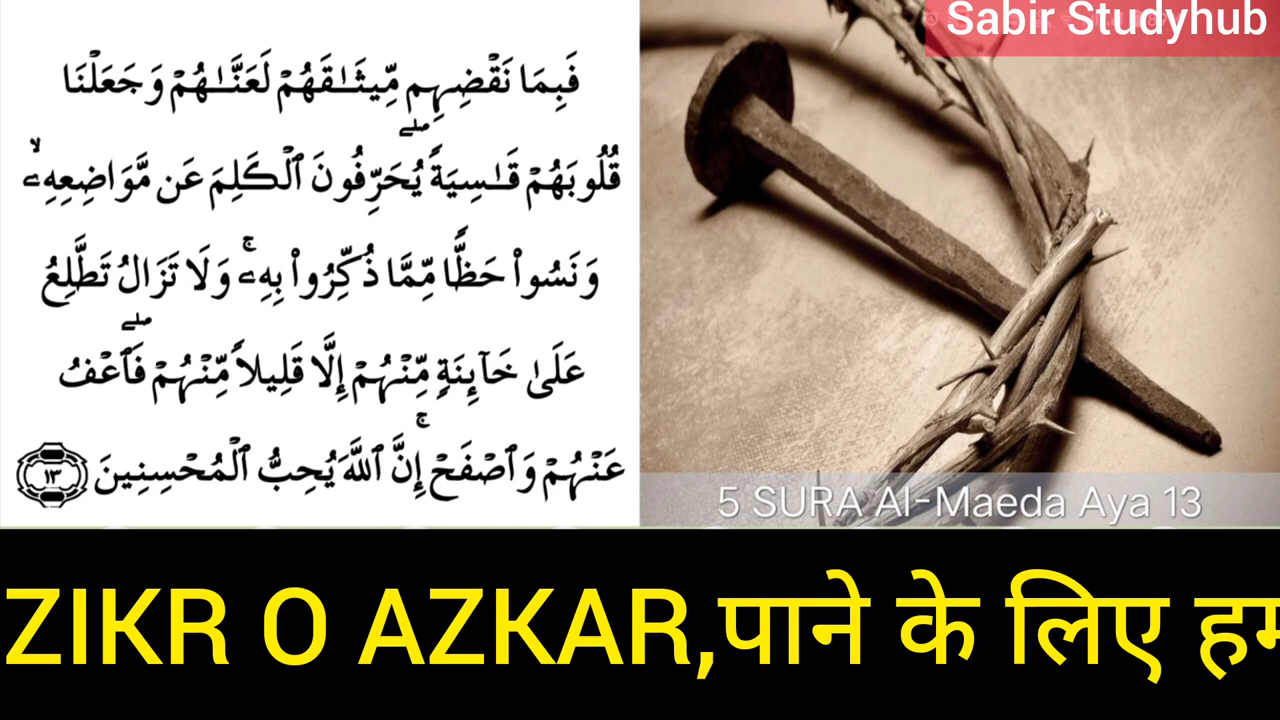 Sabir Studyhub
فَبِمَا نَقْضِهِم مِّيثَـٰقَهُمْ لَعَنَّـٰهُمْ وَجَعَلْنَا
قُلُوبَهُمْ قَـٰسِيَةً ۖ يُحَرِّفُونَ ٱلْكَلِمَ عَن مَّوَاضِعِهِۦ ۙ
وَنَسُوا۟ حَظًّا مِّمَّا ذُكِّرُوا۟ بِهِۦ ۚ وَلَا تَزَالُ تَطَّلِعُ
عَلَىٰ خَآئِنَةٍ مِّنْهُمْ إِلَّا قَلِيلًا مِّنْهُمْ ۖ فَٱعْفُ
عَنْهُمْ وَٱصْفَحْ ۚ إِنَّ ٱللَّهَ يُحِبُّ ٱلْمُحْسِنِينَ ١٣
5 SURA Al-Maeda Aya 13
ZIKR O AZKAR,पाने के लिए